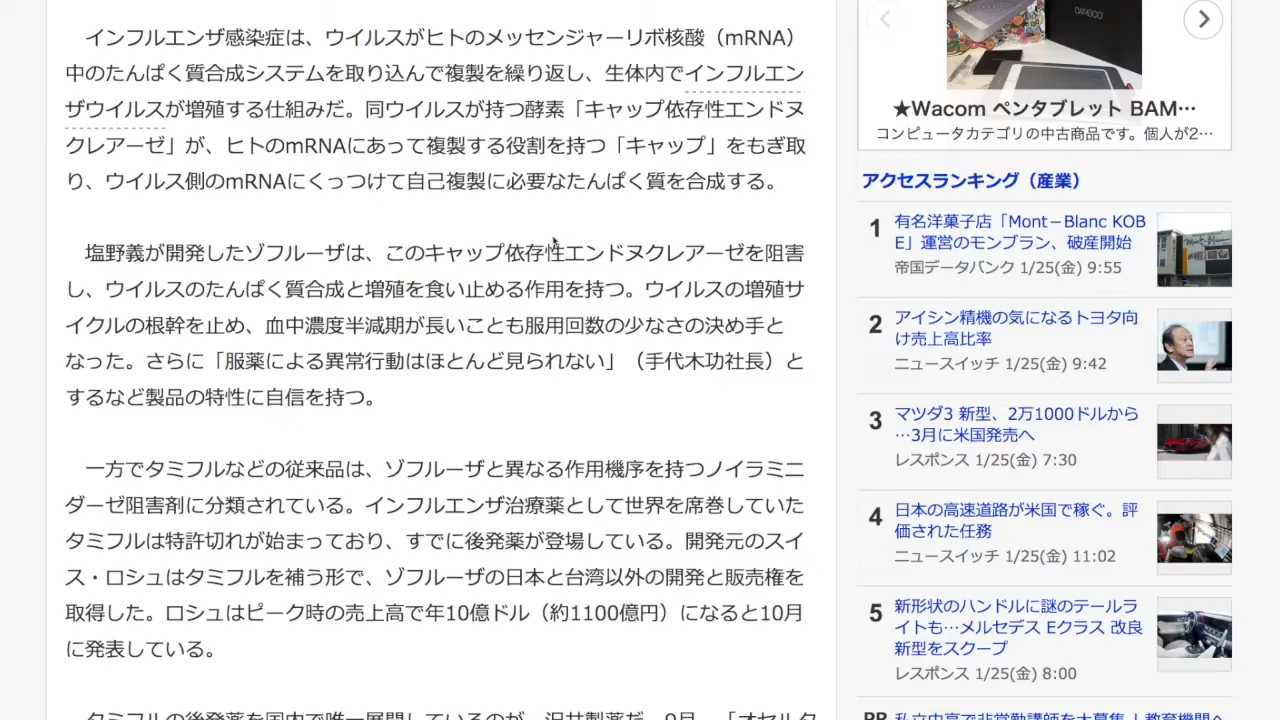 インフルエンザ感染症は、ウイルスがヒトのメッセンジャーリボ核酸（mRNA）
中のたんぱく質合成システムを取り込んで複製を繰り返し、生体内でインフルエン
ザウイルスが増殖する仕組みだ。同ウイルスが持つ酵素「キャップ依存性エンドヌ
クレアーゼ」が、ヒトのmRNAにあって複製する役割を持つ「キャップ」をもぎ取
り、ウイルス側のmRNAにくっつけて自己複製に必要なたんぱく質を合成する。
塩野義が開発したゾフルーザは、このキャップ依存性エンドヌクレアーゼを阻害
し、ウイルスのたんぱく質合成と増殖を食い止める作用を持つ。ウイルスの増殖サ
イクルの根幹を止め、血中濃度半減期が長いことも服用回数の少なさの決め手と
なった。さらに「服薬による異常行動はほとんど見られない」（手代木功社長）と
するなど製品の特性に自信を持つ。
一方でタミフルなどの従来品は、ゾフルーザと異なる作用機序を持つノイラミニ
ダーゼ阻害剤に分類されている。インフルエンザ治療薬として世界を席巻していた
タミフルは特許切れが始まっており、すでに後発薬が登場している。開発元のスイ
ス・ロシュはタミフルを補う形で、ゾフルーザの日本と台湾以外の開発と販売権を
取得した。ロシュはピーク時の売上高で年10億ドル（約1100億円）になると10月
に発表している。
タミフルの後発薬を国内で唯一展開しているのが、沢井製薬だ。9月、「オセルタ
BAMBOO
★Wacom ペンタブレット BAM…
コンピュータカテゴリの中古商品です。個人が2…
アクセスランキング（産業）
1 有名洋菓子店「Mont－Blanc KOB
E」運営のモンブラン、破産開始
帝国データバンク 1/25(金) 9:55
2 アイシン精機の気になるトヨタ向
け売上高比率
ニュースイッチ 1/25(金) 9:42
3 マツダ3 新型、2万1000ドルから
…3月に米国発売へ
レスポンス 1/25(金) 7:30
4 日本の高速道路が米国で稼ぐ。評
価された任務
ニュースイッチ 1/25(金) 11:02
5 新形状のハンドルに謎のテールラ
イトも…メルセデス Eクラス 改良
新型をスクープ
レスポンス 1/25(金) 8:00
PR 私立中高で非常勤講師を大募集！教育機関へ